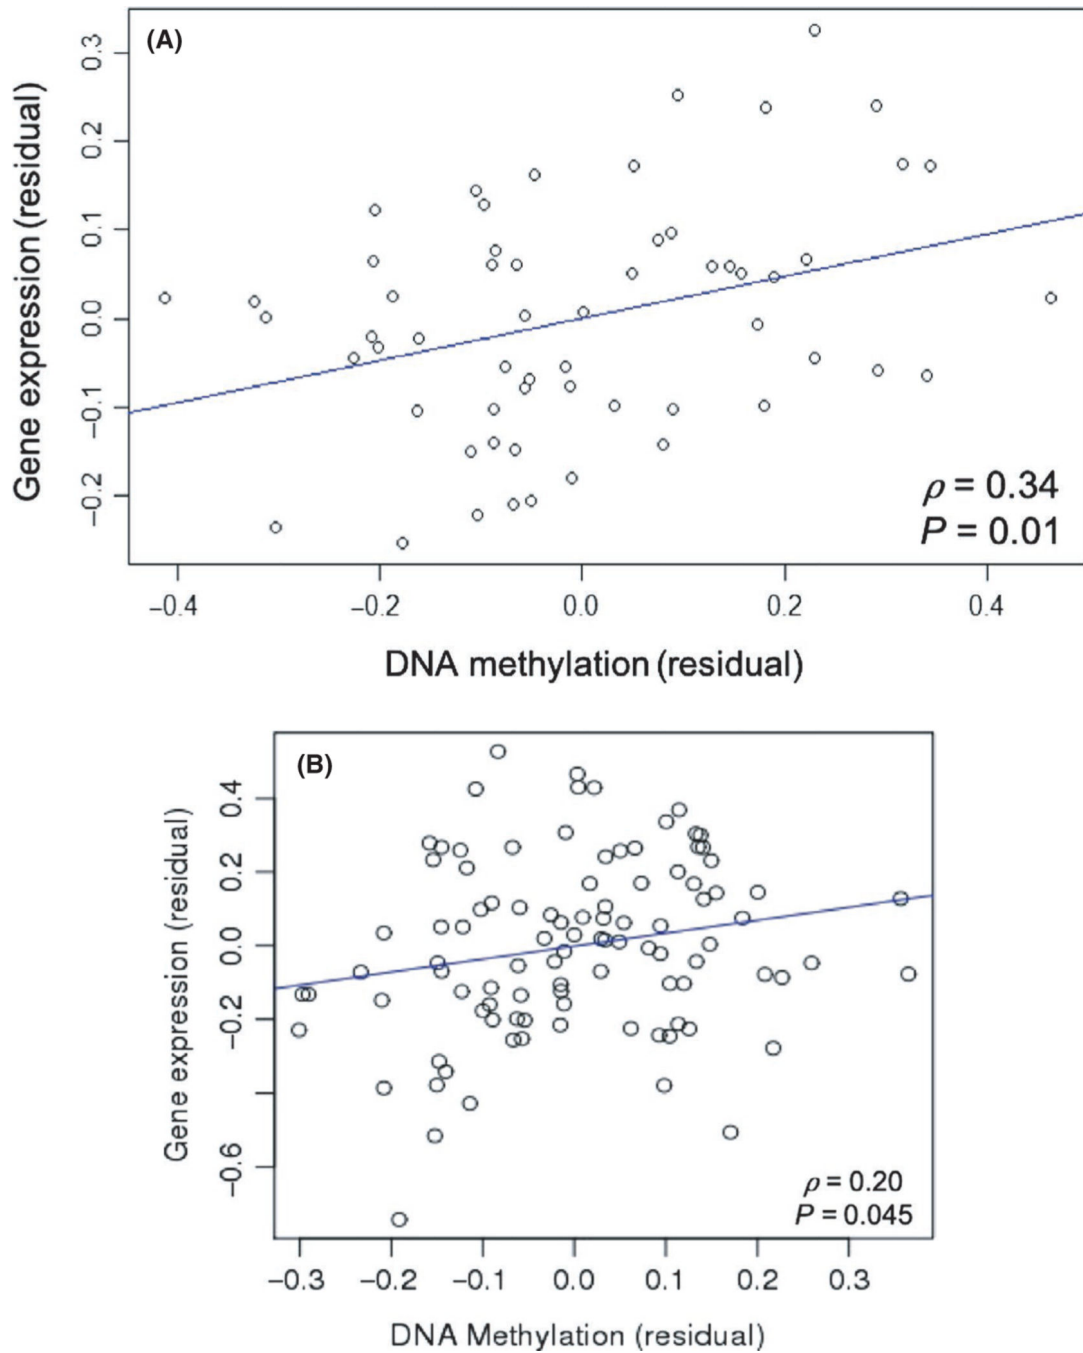 (A)
Gene expression (residual)
0.3
0.2
0.1
0.0
−0.1
−0.2
ρ = 0.34
P = 0.01
−0.4
−0.2
0.0
0.2
0.4
DNA methylation (residual)
(B)
Gene expression (residual)
0.4
0.2
0.0
−0.2
−0.6
ρ = 0.20
P = 0.045
−0.3
−0.2
−0.1
0.0
0.1
0.2
0.3
DNA Methylation (residual)